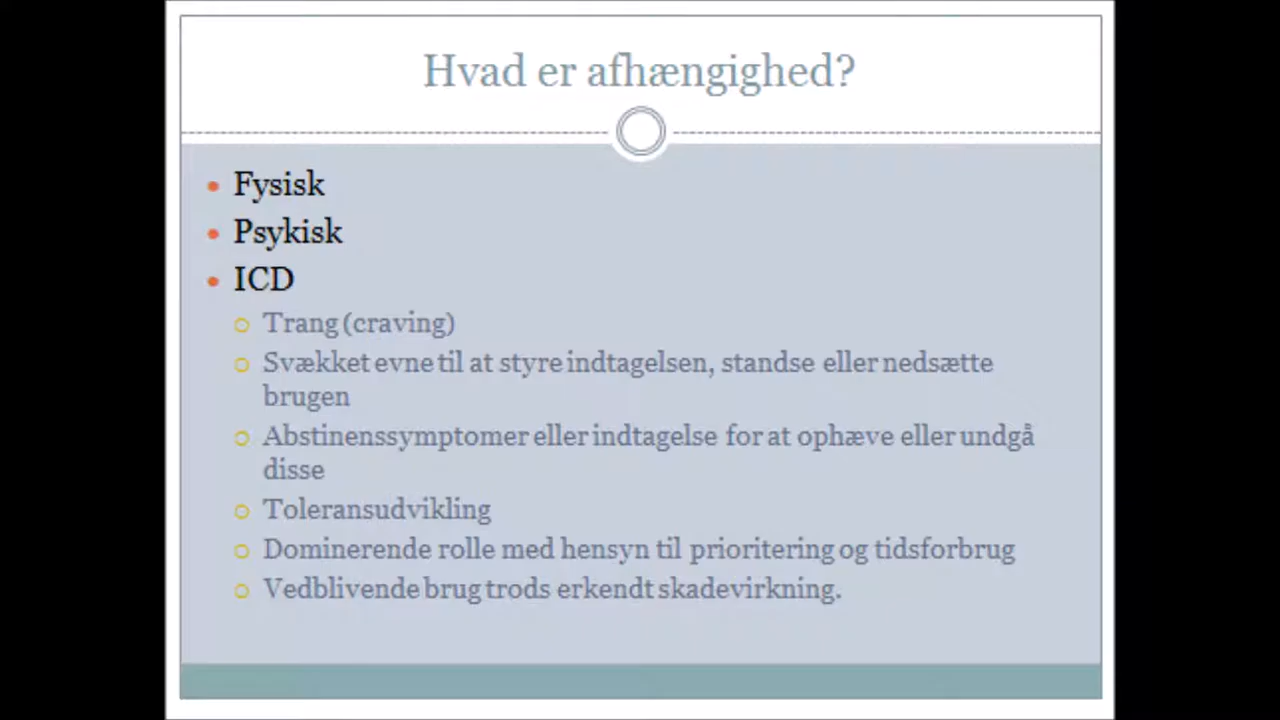 Hvad er afhængighed?
Fysisk
Psykisk
ICD
Trang (craving)
Svækket evne til at styre indtagelsen, standse eller nedsætte
brugen
Abstinenssymptomer eller indtagelse for at ophæve eller undgå
disse
Toleransudvikling
Dominerende rolle med hensyn til prioritering og tidsforbrug
Vedblivende brug trods erkendt skadevirkning.